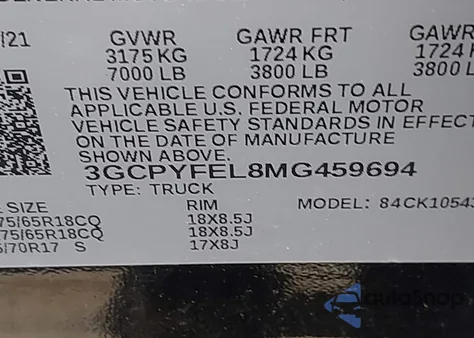 /21 GVWR GAWR FRT GAWR
3175 KG 1724 KG 1724
7000 LB 3800 LB 3800 L
THIS VEHICLE CONFORMS TO ALL
APPLICABLE U.S. FEDERAL MOTOR
VEHICLE SAFETY STANDARDS IN EFFECT
ON THE DATE OF MANUFACTURE
SHOWN ABOVE.
3GCPYFEL8MG459694
TYPE: TRUCK
SIZE RIM MODEL: 84CK10543
75/65R18CQ 18X8.5J
75/65R18CQ 18X8.5J
/70R17 S 17X8J
AutoSnap